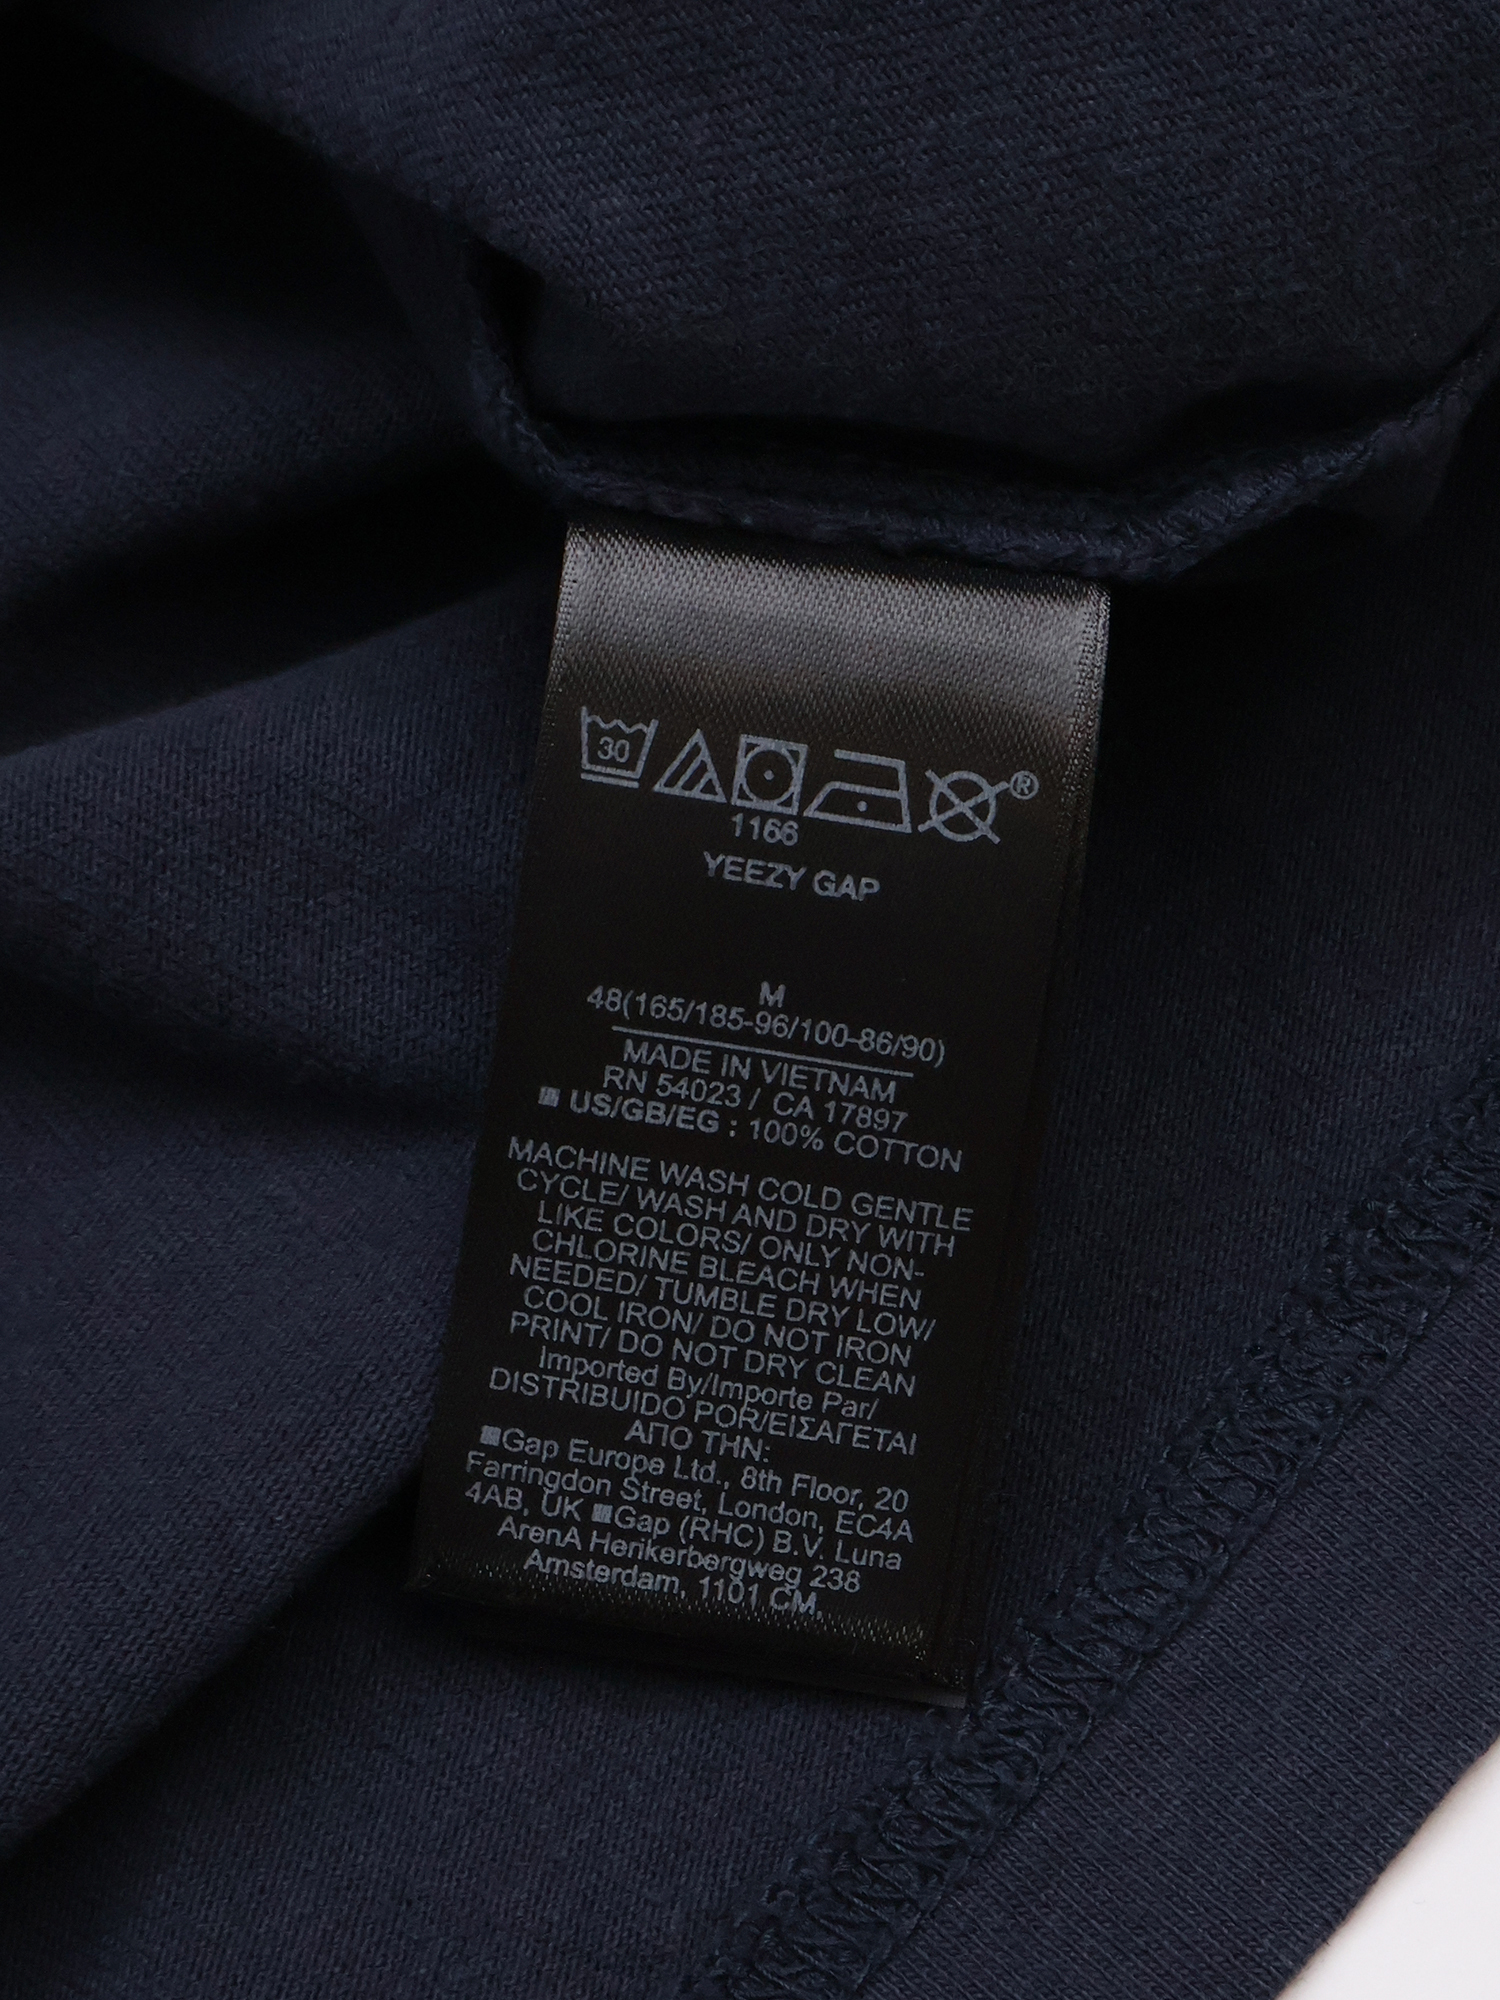 30
®
1166
YEEZY GAP
M
48(165/185-96/100-86/90)
MADE IN VIETNAM
RN 54023 / CA 17897
US/GB/EG : 100% COTTON
MACHINE WASH COLD GENTLE
CYCLE/ WASH AND DRY WITH
LIKE COLORS/ ONLY NON-
CHLORINE BLEACH WHEN
NEEDED/ TUMBLE DRY LOW/
COOL IRON/ DO NOT IRON
PRINT/ DO NOT DRY CLEAN
Imported By/Importe Par/
DISTRIBUIDO POR/ΕΙΣΑΓΕΤΑΙ
ΑΠΟ ΤΗΝ:
Gap Europe Ltd., 8th Floor, 20
Farringdon Street, London, EC4A
4AB, UK Gap (RHC) B.V. Luna
ArenA Herikerbergweg 238
Amsterdam, 1101 CM,